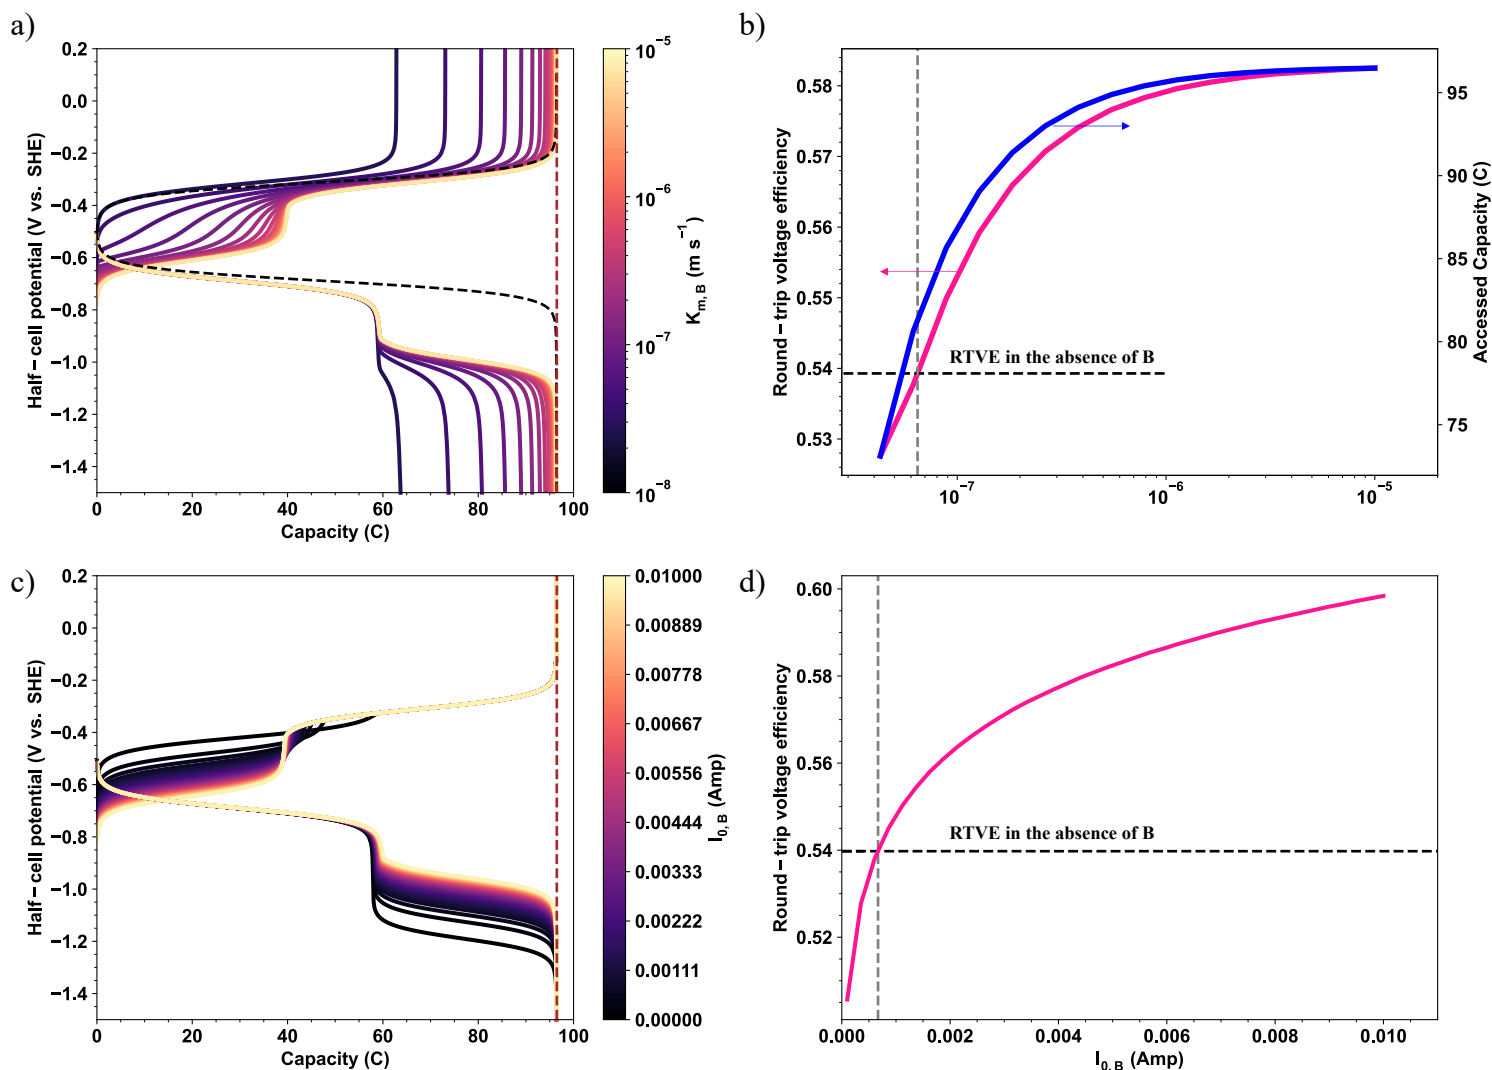 a)
0.2
0.0
−0.2
−0.4
−0.6
−0.8
−1.0
−1.2
−1.4
Half−cell potential (V vs. SHE)
0 20 40 60 80 100
Capacity (C)
10⁻⁵
10⁻⁶
10⁻⁷
10⁻⁸
K_m, B (m s⁻¹)
b)
0.58
0.57
0.56
0.55
0.54
0.53
Round−trip voltage efficiency
RTVE in the absence of B
95
90
85
80
75
Accessed Capacity (C)
10⁻⁷ 10⁻⁶ 10⁻⁵
c)
0.2
0.0
−0.2
−0.4
−0.6
−0.8
−1.0
−1.2
−1.4
Half−cell potential (V vs. SHE)
0 20 40 60 80 100
Capacity (C)
0.01000
0.00889
0.00778
0.00667
0.00556
0.00444
0.00333
0.00222
0.00111
0.00000
I_0, B (Amp)
d)
0.60
0.58
0.56
0.54
0.52
Round−trip voltage efficiency
RTVE in the absence of B
0.000 0.002 0.004 0.006 0.008 0.010
I_0, B (Amp)